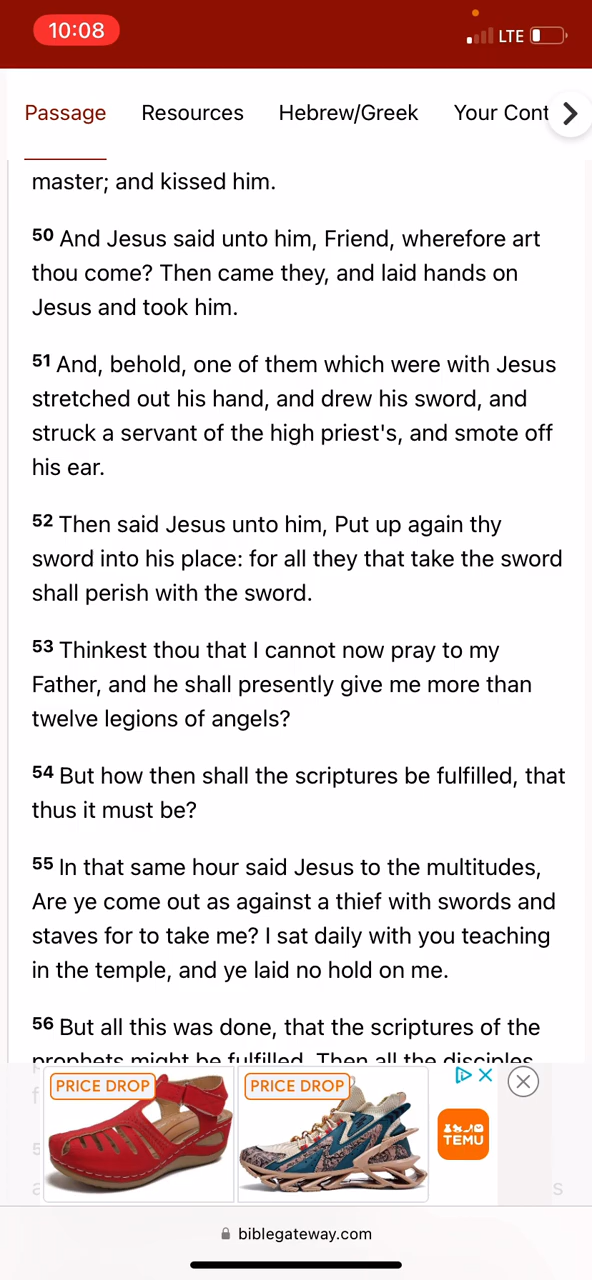 10:08
LTE
Passage Resources Hebrew/Greek Your Cont
master; and kissed him.
50 And Jesus said unto him, Friend, wherefore art
thou come? Then came they, and laid hands on
Jesus and took him.
51 And, behold, one of them which were with Jesus
stretched out his hand, and drew his sword, and
struck a servant of the high priest's, and smote off
his ear.
52 Then said Jesus unto him, Put up again thy
sword into his place: for all they that take the sword
shall perish with the sword.
53 Thinkest thou that I cannot now pray to my
Father, and he shall presently give me more than
twelve legions of angels?
54 But how then shall the scriptures be fulfilled, that
thus it must be?
55 In that same hour said Jesus to the multitudes,
Are ye come out as against a thief with swords and
staves for to take me? I sat daily with you teaching
in the temple, and ye laid no hold on me.
56 But all this was done, that the scriptures of the
prophets might be fulfilled. Then all the disciples
PRICE DROP PRICE DROP
TEMU
biblegateway.com